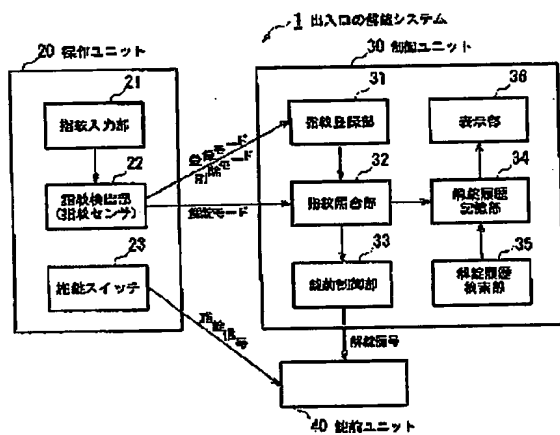 1 出入口の解錠システム
20 操作ユニット
30 制御ユニット
21
指紋入力部
22
指紋検出部
(指紋センサ)
23
施錠スイッチ
登録モード
削除モード
解錠モード
施錠信号
31
指紋登録部
32
指紋照合部
33
錠前制御部
36
表示部
34
解錠履歴
記憶部
35
解錠履歴
検索部
解錠信号
40 錠前ユニット